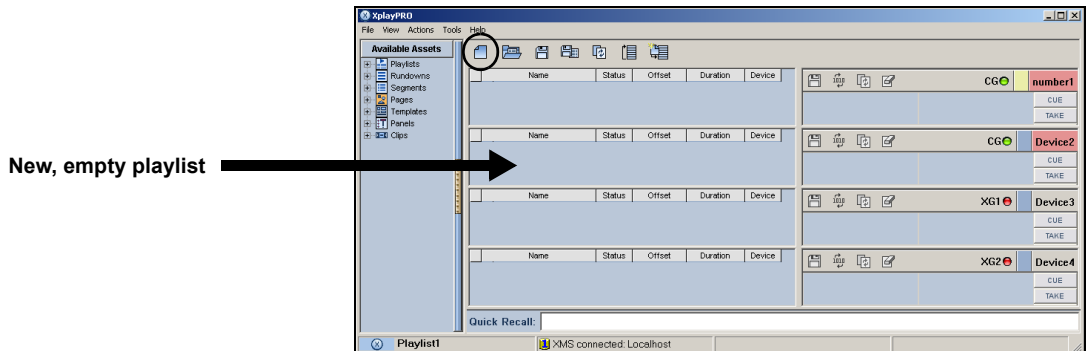 XplayPRO
File View Actions Tools Help
Available Assets
Playlists
Rundowns
Segments
Pages
Templates
Panels
Clips
Name Status Offset Duration Device
CG number1
CUE
TAKE
Name Status Offset Duration Device
CG Device2
CUE
TAKE
New, empty playlist
Name Status Offset Duration Device
XG1 Device3
CUE
TAKE
Name Status Offset Duration Device
XG2 Device4
CUE
TAKE
Quick Recall:
Playlist1 XMS connected: Localhost